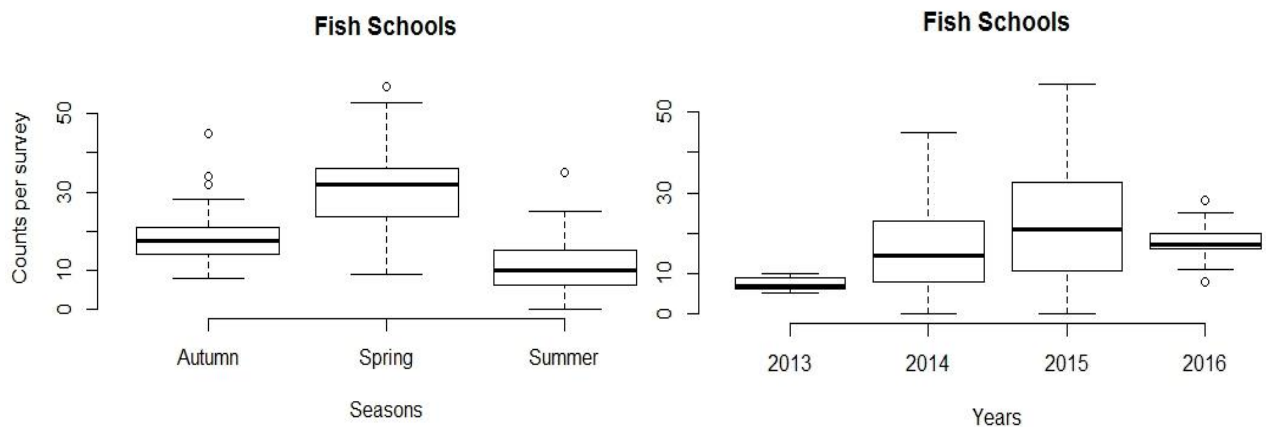 Fish Schools
Counts per survey
50
30
10
0
Autumn Spring Summer
Seasons
Fish Schools
50
30
10
0
2013 2014 2015 2016
Years